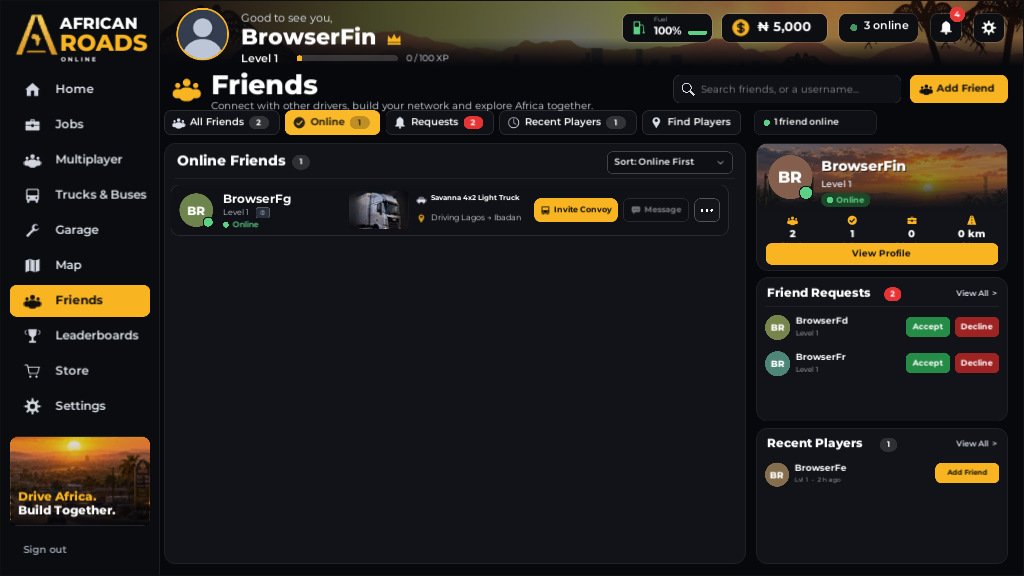 AFRICAN
ROADS
ONLINE
Good to see you,
BrowserFin
Level 1
0 / 100 XP
Fuel
100%
₦ 5,000
3 online
4
Home
Jobs
Multiplayer
Trucks & Buses
Garage
Map
Friends
Leaderboards
Store
Settings
Drive Africa.
Build Together.
Sign out
Friends
Connect with other drivers, build your network and explore Africa together.
Search friends, or a username...
Add Friend
All Friends 2
Online 1
Requests 2
Recent Players 1
Find Players
1 friend online
Online Friends 1
Sort: Online First
BR
BrowserFg
Level 1
Online
Savanna 4x2 Light Truck
Driving Lagos → Ibadan
Invite Convoy
Message
BR
BrowserFin
Level 1
Online
2 1 0 0 km
View Profile
Friend Requests 2
View All >
BR
BrowserFd
Level 1
Accept
Decline
BR
BrowserFr
Level 1
Accept
Decline
Recent Players 1
View All >
BR
BrowserFe
Lvl 1 - 2 h ago
Add Friend